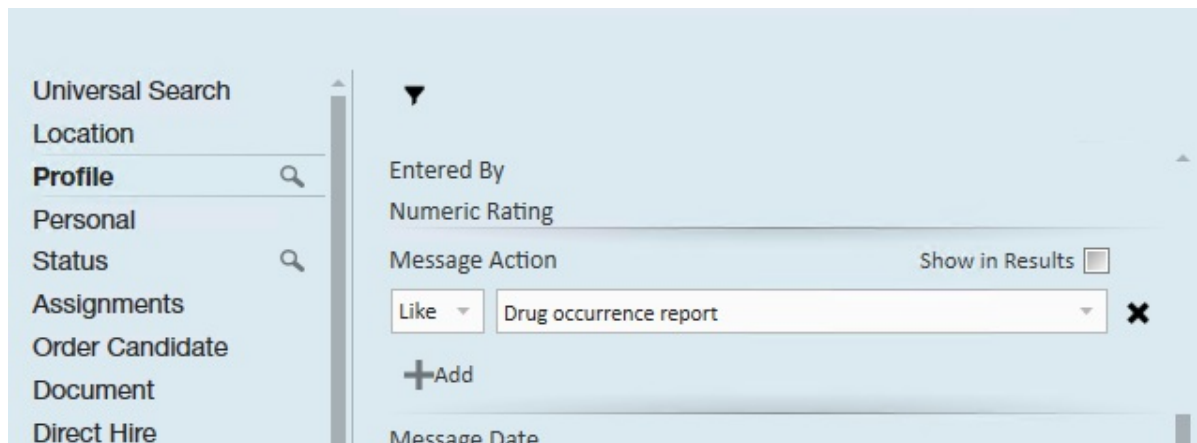 Universal Search
Location
Profile
Personal
Status
Assignments
Order Candidate
Document
Direct Hire
Entered By
Numeric Rating
Message Action
Show in Results
Like
Drug occurrence report
Add
Message Date